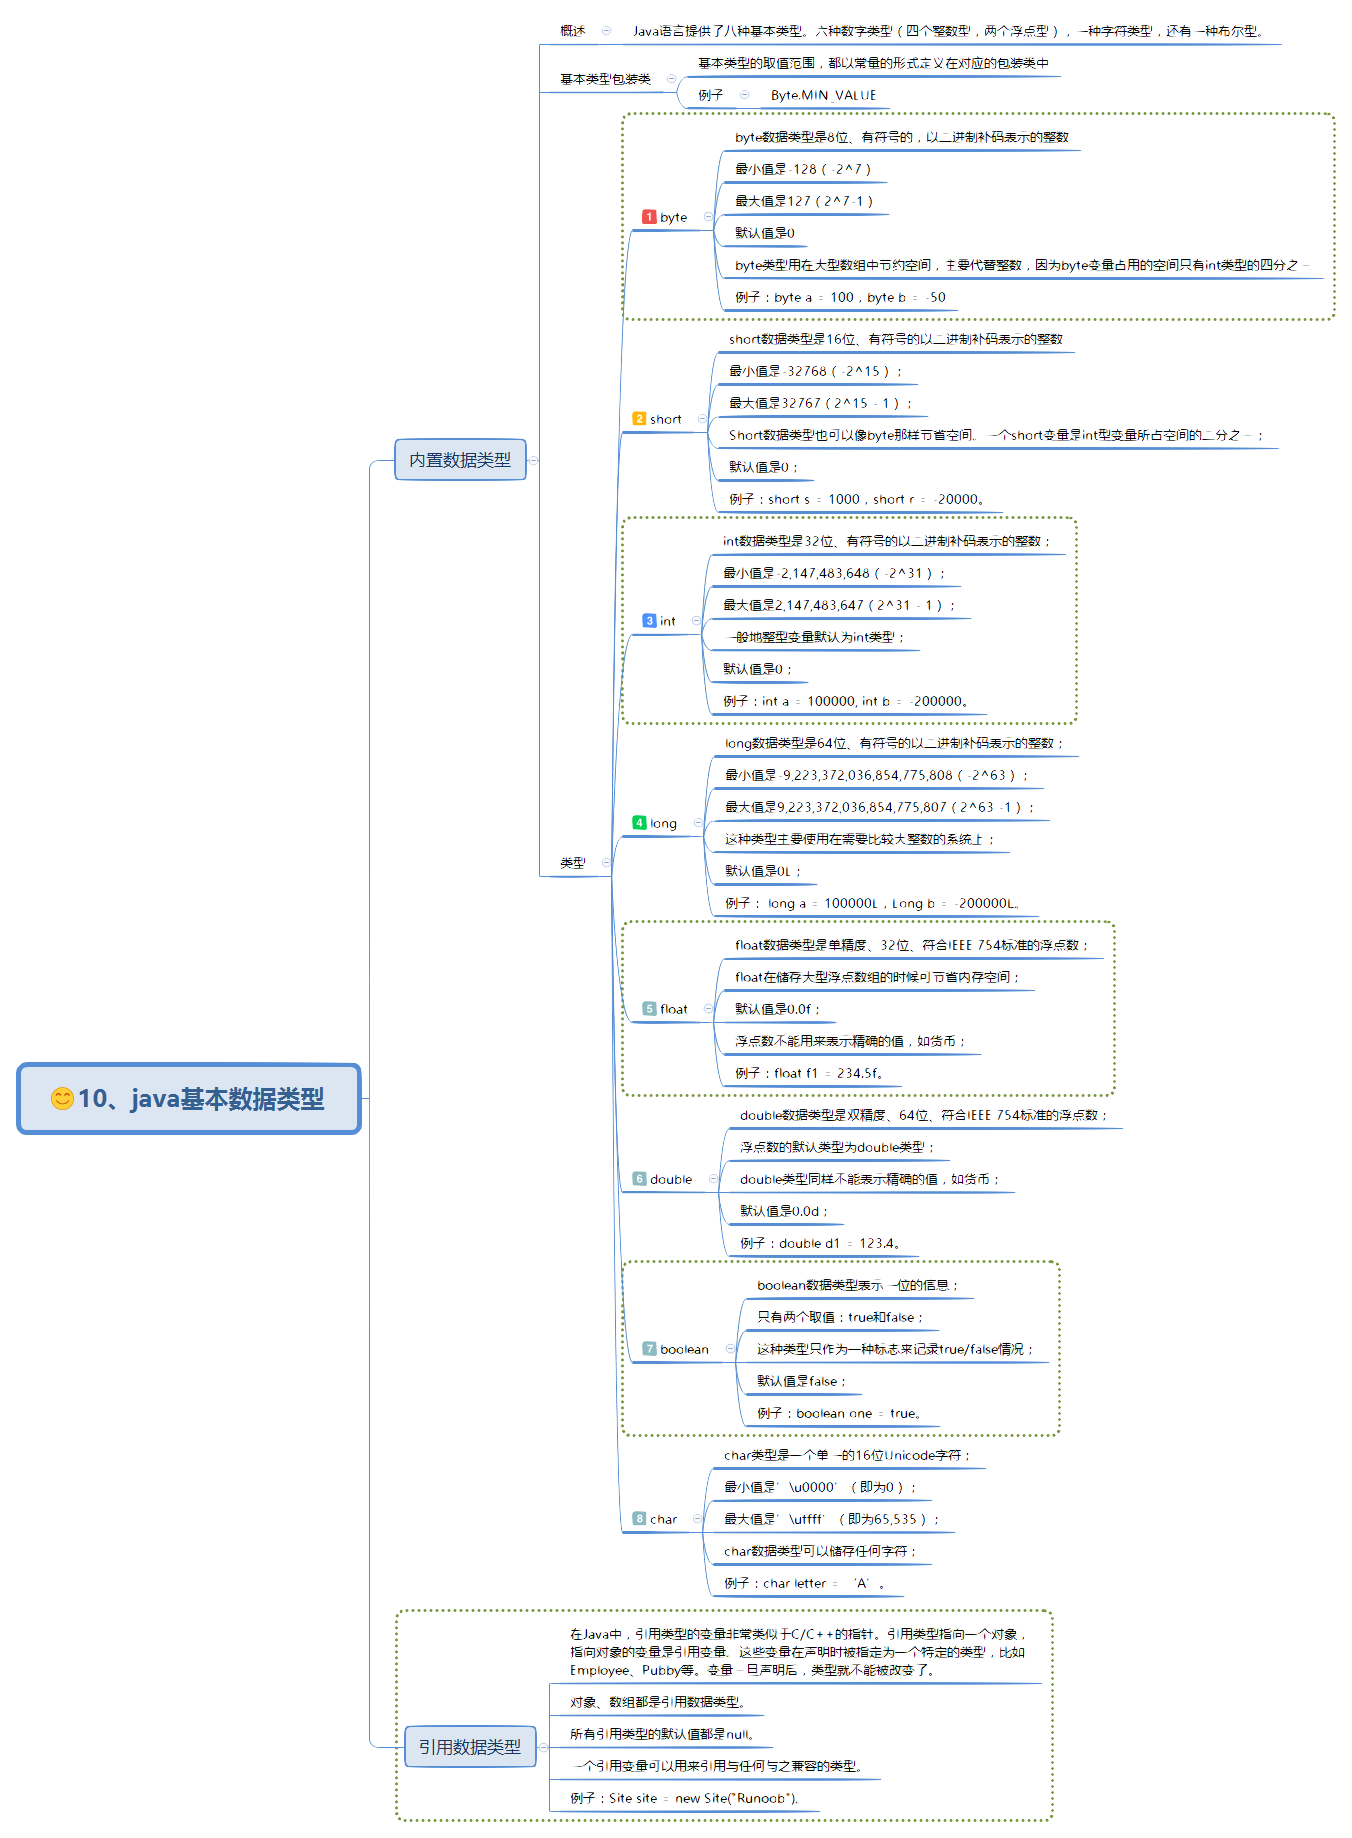 😊10、java基本数据类型
内置数据类型
概述
Java语言提供了八种基本类型。六种数字类型（四个整数型，两个浮点型），一种字符类型，还有一种布尔型。
基本类型包装类
基本类型的取值范围，都以常量的形式定义在对应的包装类中
例子
Byte.MIN_VALUE
类型
1 byte
byte数据类型是8位、有符号的，以二进制补码表示的整数
最小值是-128（-2^7）
最大值是127（2^7-1）
默认值是0
byte类型用在大型数组中节约空间，主要代替整数，因为byte变量占用的空间只有int类型的四分之一
例子：byte a = 100，byte b = -50
2 short
short数据类型是16位、有符号的以二进制补码表示的整数
最小值是-32768（-2^15）；
最大值是32767（2^15 - 1）；
Short数据类型也可以像byte那样节省空间。一个short变量是int型变量所占空间的二分之一；
默认值是0；
例子：short s = 1000，short r = -20000。
3 int
int数据类型是32位、有符号的以二进制补码表示的整数；
最小值是-2,147,483,648（-2^31）；
最大值是2,147,483,647（2^31 - 1）；
一般地整型变量默认为int类型；
默认值是0；
例子：int a = 100000, int b = -200000。
4 long
long数据类型是64位、有符号的以二进制补码表示的整数；
最小值是-9,223,372,036,854,775,808（-2^63）；
最大值是9,223,372,036,854,775,807（2^63 -1）；
这种类型主要使用在需要比较大整数的系统上；
默认值是0L；
例子： long a = 100000L，Long b = -200000L。
5 float
float数据类型是单精度、32位、符合IEEE 754标准的浮点数；
float在储存大型浮点数组的时候可节省内存空间；
默认值是0.0f；
浮点数不能用来表示精确的值，如货币；
例子：float f1 = 234.5f。
6 double
double数据类型是双精度、64位、符合IEEE 754标准的浮点数；
浮点数的默认类型为double类型；
double类型同样不能表示精确的值，如货币；
默认值是0.0d；
例子：double d1 = 123.4。
7 boolean
boolean数据类型表示一位的信息；
只有两个取值：true和false；
这种类型只作为一种标志来记录true/false情况；
默认值是false；
例子：boolean one = true。
8 char
char类型是一个单一的16位Unicode字符；
最小值是’\u0000’（即为0）；
最大值是’\uffff’（即为65,535）；
char数据类型可以储存任何字符；
例子：char letter = ‘A’。
引用数据类型
在Java中，引用类型的变量非常类似于C/C++的指针。引用类型指向一个对象，
指向对象的变量是引用变量。这些变量在声明时被指定为一个特定的类型，比如
Employee、Pubby等。变量一旦声明后，类型就不能被改变了。
对象、数组都是引用数据类型。
所有引用类型的默认值都是null。
一个引用变量可以用来引用与任何与之兼容的类型。
例子：Site site = new Site("Runoob")。